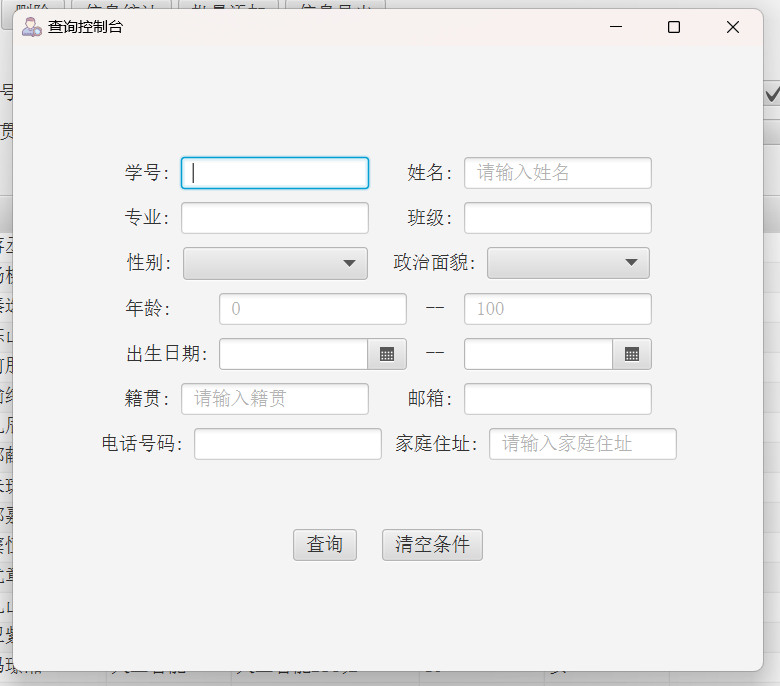 查询控制台
学号： 姓名： 请输入姓名
专业： 班级：
性别： 政治面貌：
年龄： 0 -- 100
出生日期： --
籍贯： 请输入籍贯 邮箱：
电话号码： 家庭住址： 请输入家庭住址
查询 清空条件